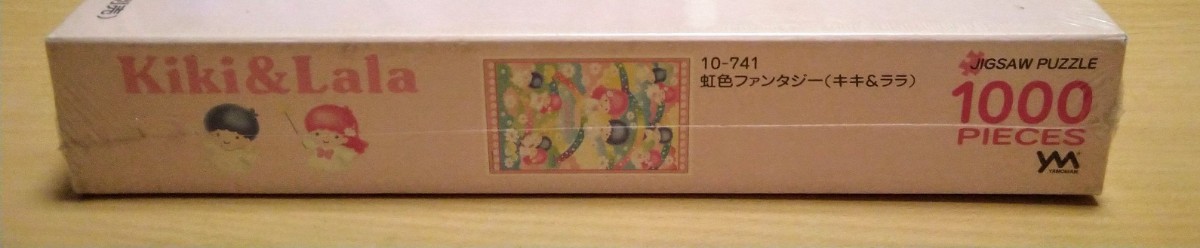 Kiki&Lala
10-741
虹色ファンタジー(キキ&ララ)
JIGSAW PUZZLE
1000
PIECES
YM
YANOMAN